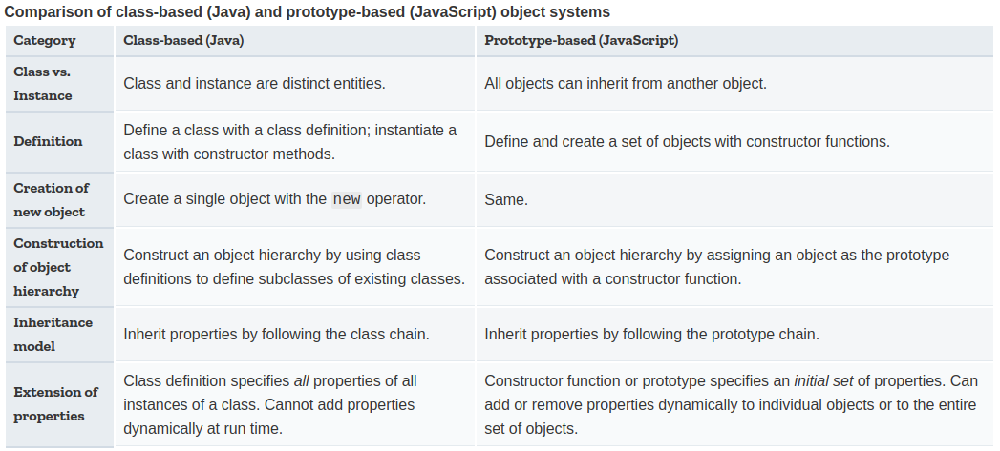 Comparison of class-based (Java) and prototype-based (JavaScript) object systems
Category
Class-based (Java)
Prototype-based (JavaScript)
Class vs.
Instance
Class and instance are distinct entities.
All objects can inherit from another object.
Definition
Define a class with a class definition; instantiate a
class with constructor methods.
Define and create a set of objects with constructor functions.
Creation of
new object
Create a single object with the new operator.
Same.
Construction
of object
hierarchy
Construct an object hierarchy by using class
definitions to define subclasses of existing classes.
Construct an object hierarchy by assigning an object as the prototype
associated with a constructor function.
Inheritance
model
Inherit properties by following the class chain.
Inherit properties by following the prototype chain.
Extension of
properties
Class definition specifies all properties of all
instances of a class. Cannot add properties
dynamically at run time.
Constructor function or prototype specifies an initial set of properties. Can
add or remove properties dynamically to individual objects or to the entire
set of objects.